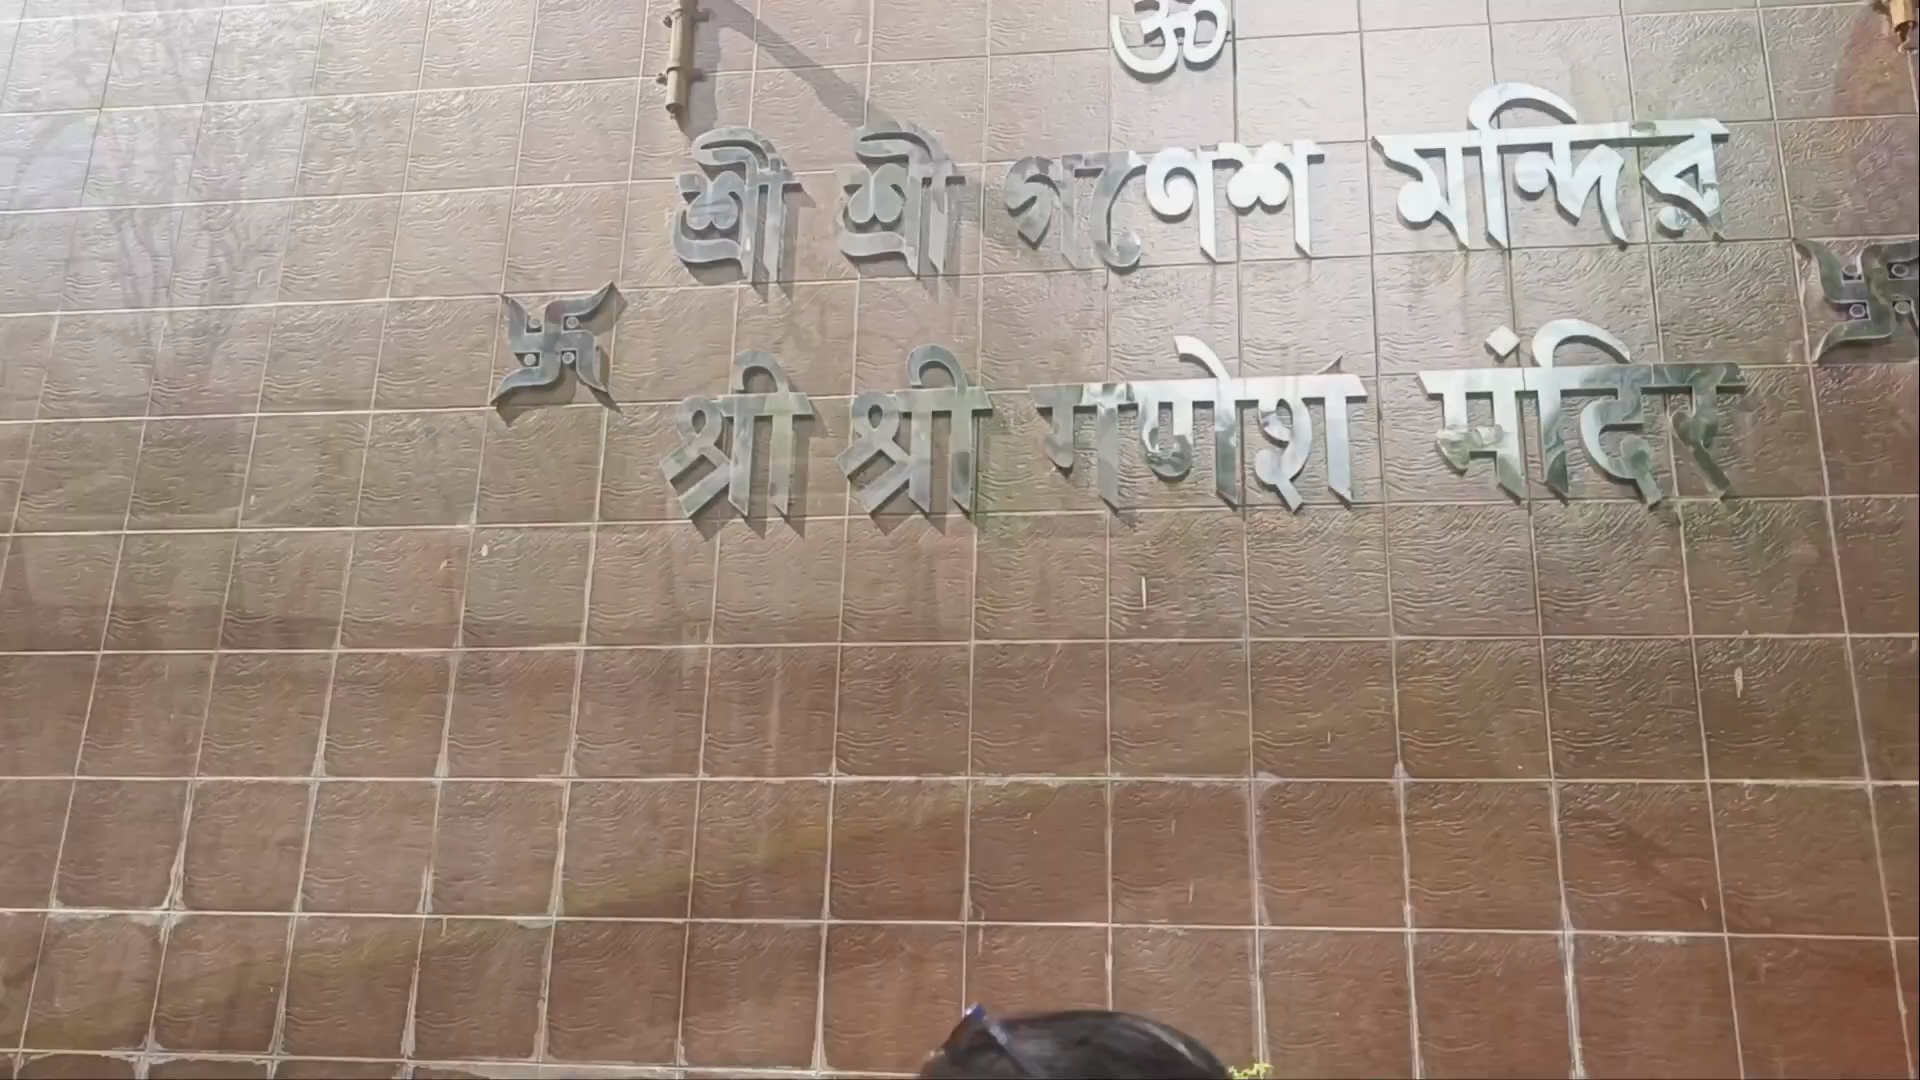 ॐ
শ্রী শ্রী গণেশ মন্দির
श्री श्री गणेश मंदिर